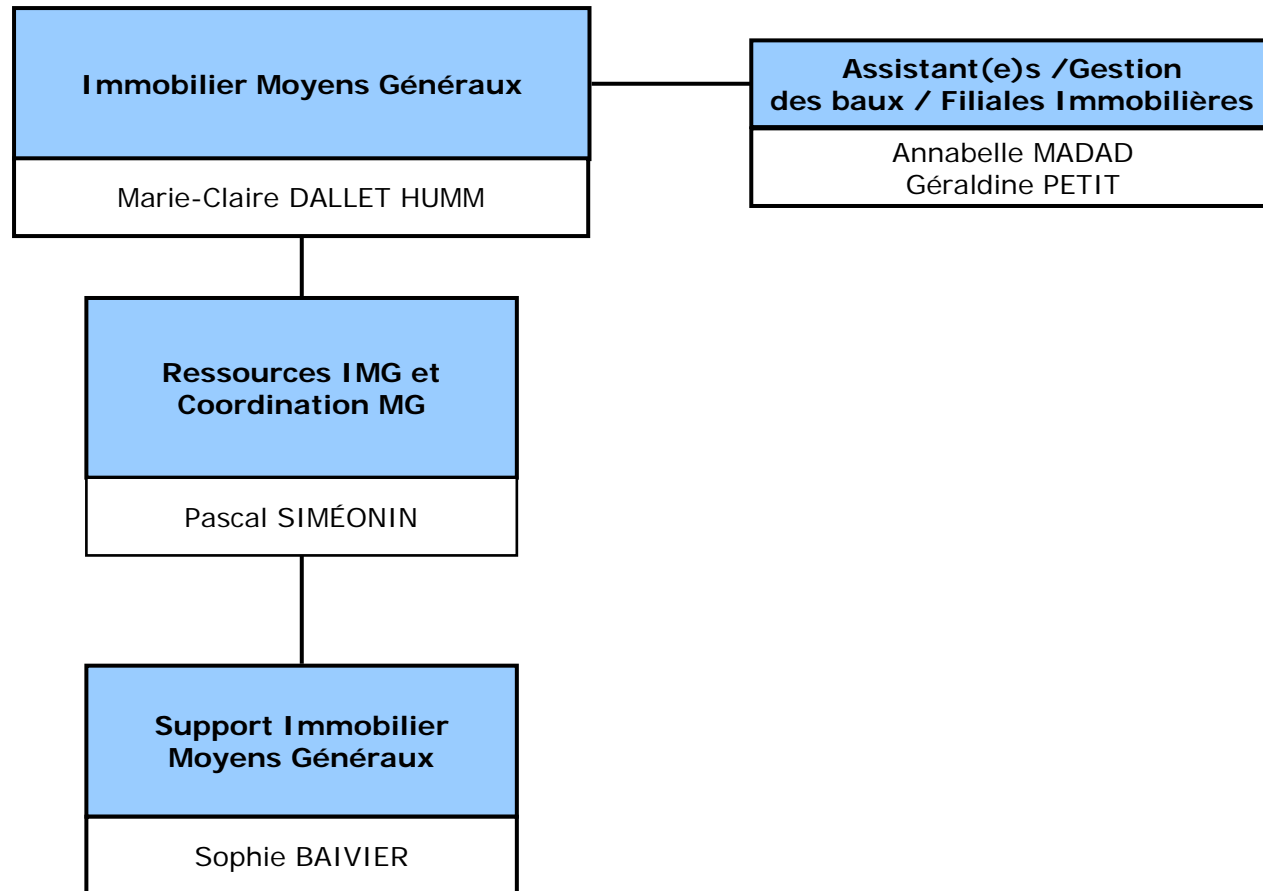 Immobilier Moyens Généraux
Marie-Claire DALLET HUMM
Assistant(e)s /Gestion
des baux / Filiales Immobilières
Annabelle MADAD
Géraldine PETIT
Ressources IMG et
Coordination MG
Pascal SIMÉONIN
Support Immobilier
Moyens Généraux
Sophie BAIVIER